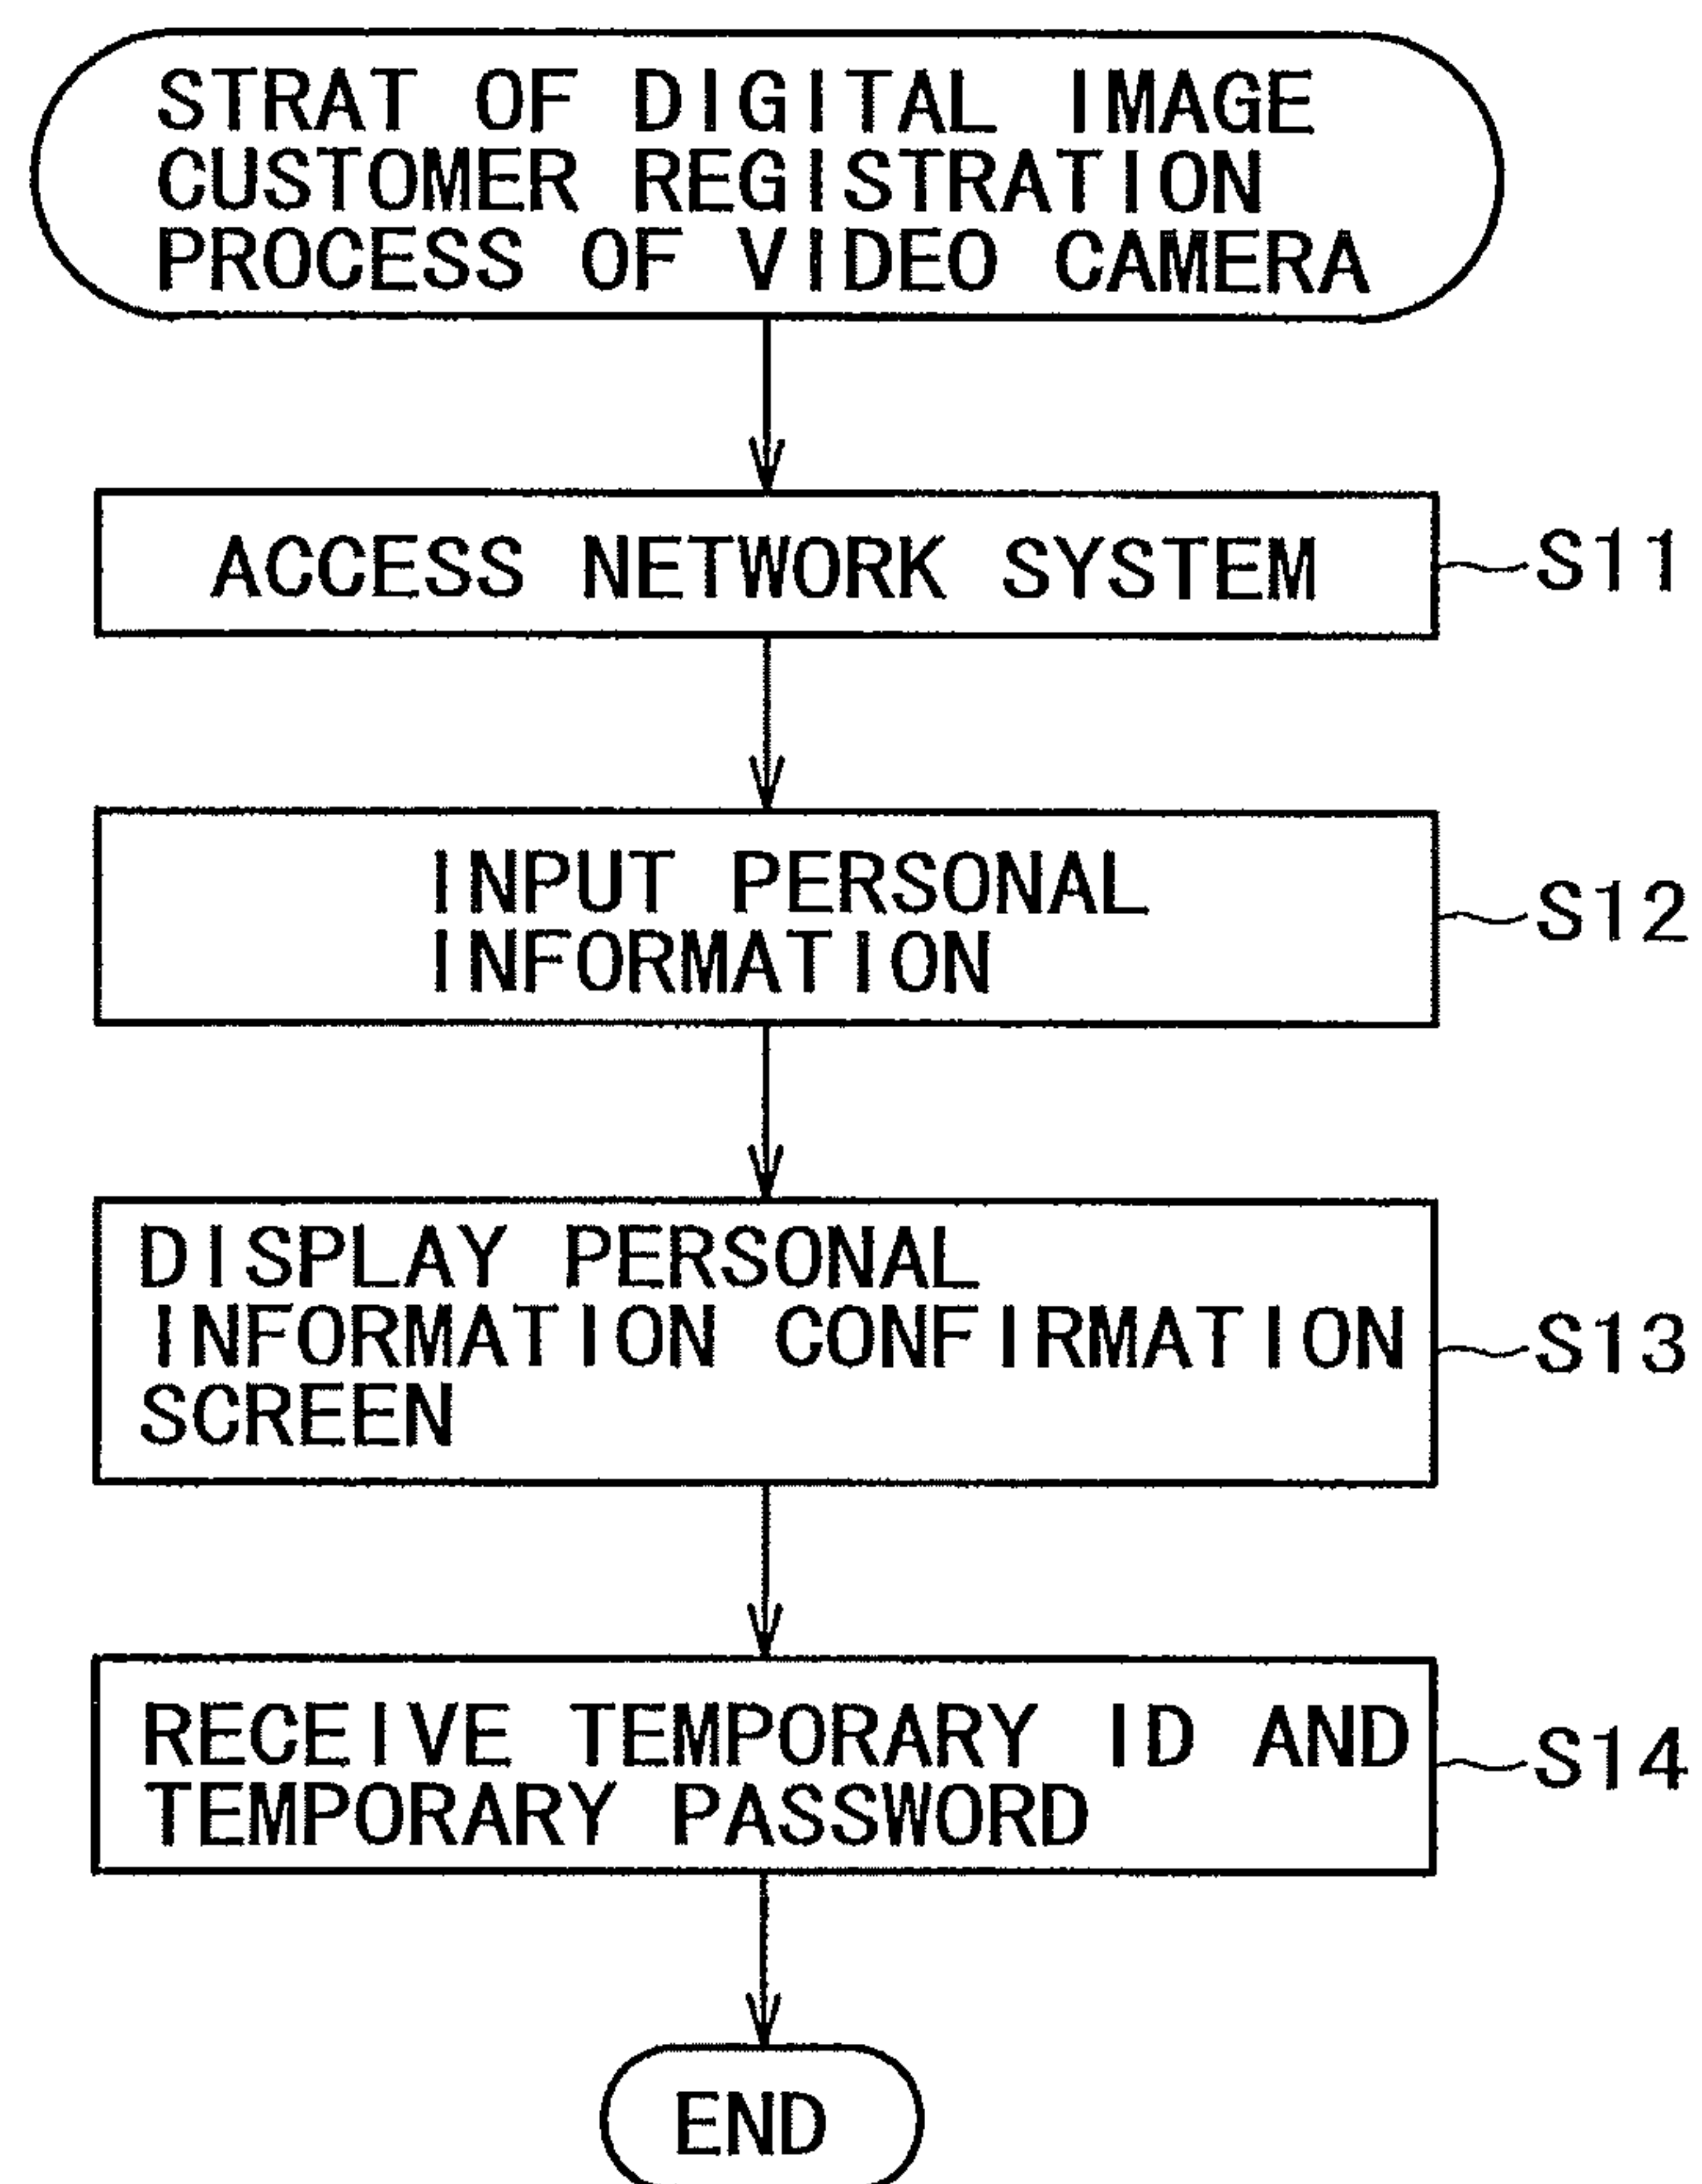 STRAT OF DIGITAL IMAGE
CUSTOMER REGISTRATION
PROCESS OF VIDEO CAMERA
ACCESS NETWORK SYSTEM
S11
INPUT PERSONAL
INFORMATION
S12
DISPLAY PERSONAL
INFORMATION CONFIRMATION
SCREEN
S13
RECEIVE TEMPORARY ID AND
TEMPORARY PASSWORD
S14
END